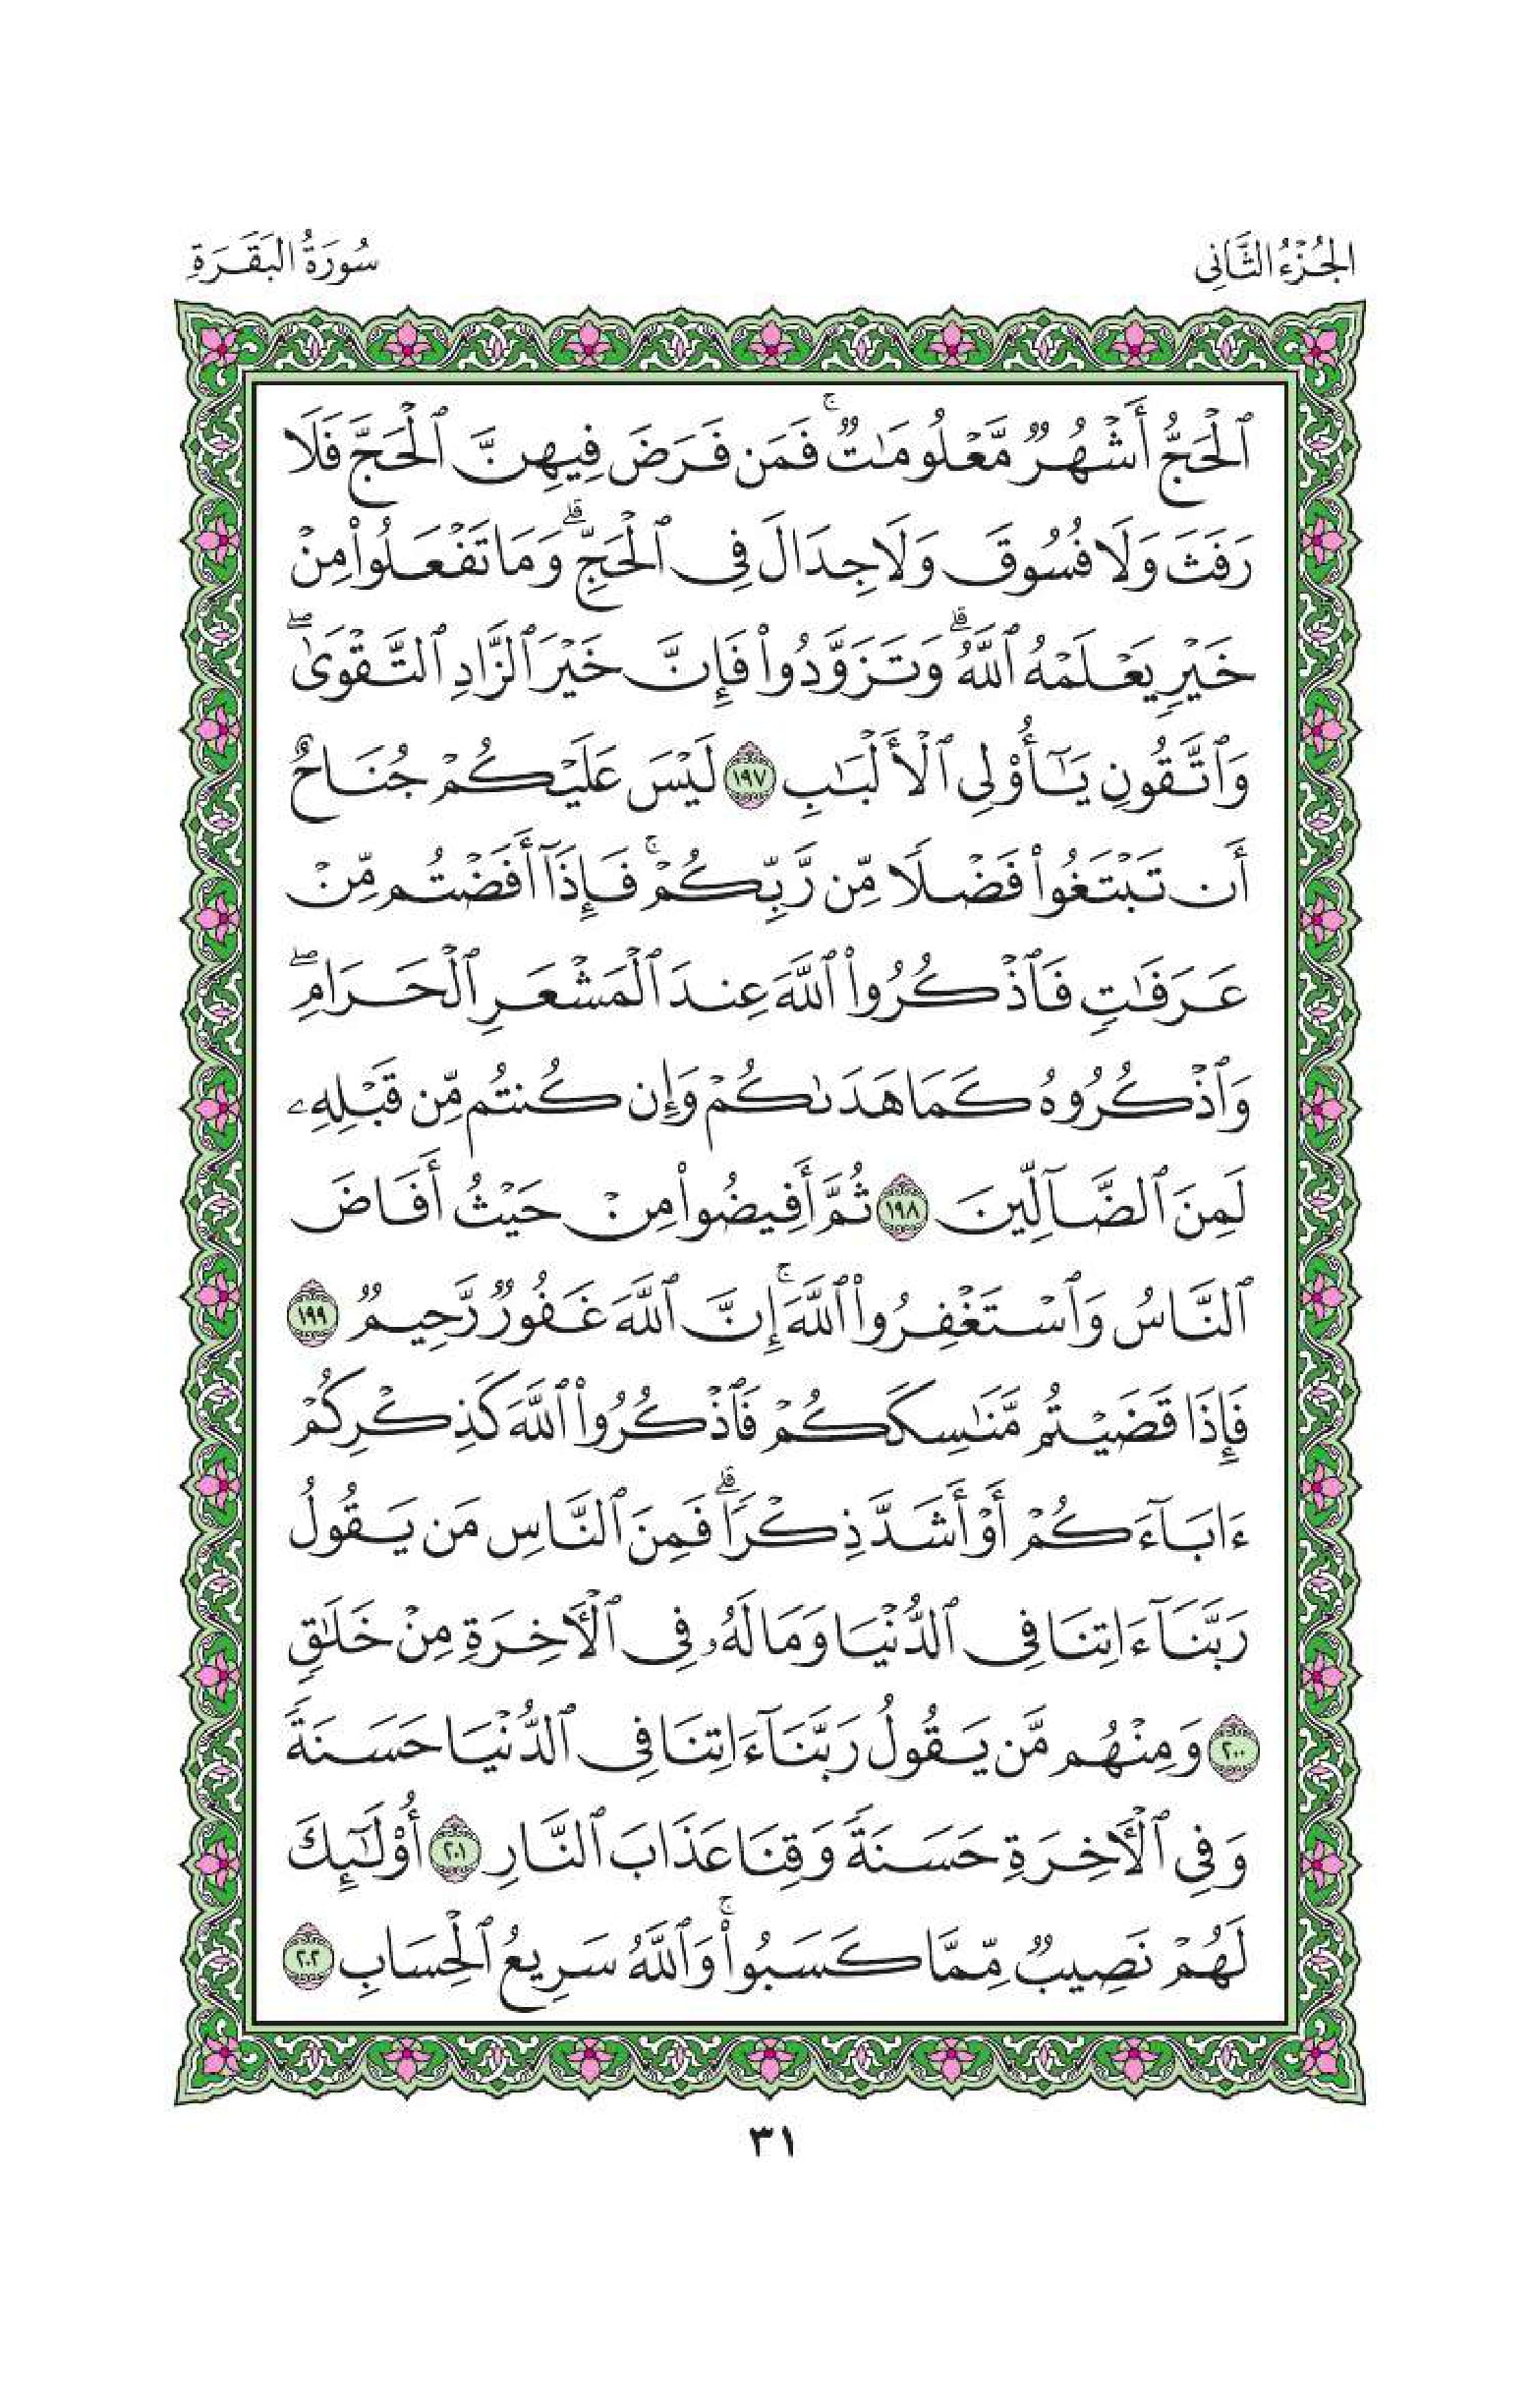 الجُزْءُ الثَّانِي
سُورَةُ البَقَرَةِ
ٱلْحَجُّ أَشْهُرٌ مَّعْلُومَٰتٌ ۚ فَمَن فَرَضَ فِيهِنَّ ٱلْحَجَّ فَلَا
رَفَثَ وَلَا فُسُوقَ وَلَا جِدَالَ فِى ٱلْحَجِّ ۗ وَمَا تَفْعَلُوا۟ مِنْ
خَيْرٍ يَعْلَمْهُ ٱللَّهُ ۗ وَتَزَوَّدُوا۟ فَإِنَّ خَيْرَ ٱلزَّادِ ٱلتَّقْوَىٰ ۖ
وَٱتَّقُونِ يَٰٓأُو۟لِى ٱلْأَلْبَٰبِ ١٩٧ لَيْسَ عَلَيْكُمْ جُنَاحٌ
أَن تَبْتَغُوا۟ فَضْلًا مِّن رَّبِّكُمْ ۚ فَإِذَآ أَفَضْتُم مِّنْ
عَرَفَٰتٍ فَٱذْكُرُوا۟ ٱللَّهَ عِندَ ٱلْمَشْعَرِ ٱلْحَرَامِ ۖ
وَٱذْكُرُوهُ كَمَا هَدَىٰكُمْ وَإِن كُنتُم مِّن قَبْلِهِۦ
لَمِنَ ٱلضَّآلِّينَ ١٩٨ ثُمَّ أَفِيضُوا۟ مِنْ حَيْثُ أَفَاضَ
ٱلنَّاسُ وَٱسْتَغْفِرُوا۟ ٱللَّهَ ۚ إِنَّ ٱللَّهَ غَفُورٌ رَّحِيمٌ ١٩٩
فَإِذَا قَضَيْتُم مَّنَٰسِكَكُمْ فَٱذْكُرُوا۟ ٱللَّهَ كَذِكْرِكُمْ
ءَابَآءَكُمْ أَوْ أَشَدَّ ذِكْرًا ۗ فَمِنَ ٱلنَّاسِ مَن يَقُولُ
رَبَّنَآ ءَاتِنَا فِى ٱلدُّنْيَا وَمَا لَهُۥ فِى ٱلْءَاخِرَةِ مِنْ خَلَٰقٍ
٢٠٠ وَمِنْهُم مَّن يَقُولُ رَبَّنَآ ءَاتِنَا فِى ٱلدُّنْيَا حَسَنَةً
وَفِى ٱلْءَاخِرَةِ حَسَنَةً وَقِنَا عَذَابَ ٱلنَّارِ ٢٠١ أُو۟لَٰٓئِكَ
لَهُمْ نَصِيبٌ مِّمَّا كَسَبُوا۟ ۚ وَٱللَّهُ سَرِيعُ ٱلْحِسَابِ ٢٠٢
٣١